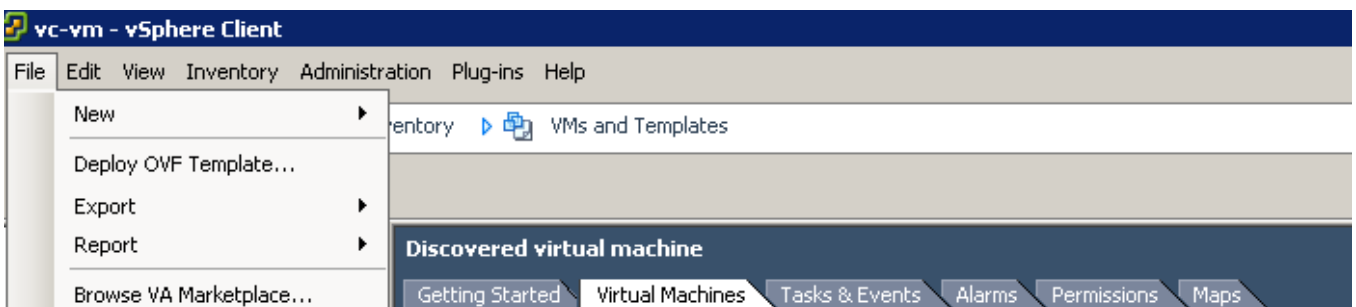 vc-vm - vSphere Client
File Edit View Inventory Administration Plug-ins Help
New
entory VMs and Templates
Deploy OVF Template...
Export
Report
Discovered virtual machine
Browse VA Marketplace...
Getting Started Virtual Machines Tasks & Events Alarms Permissions Maps